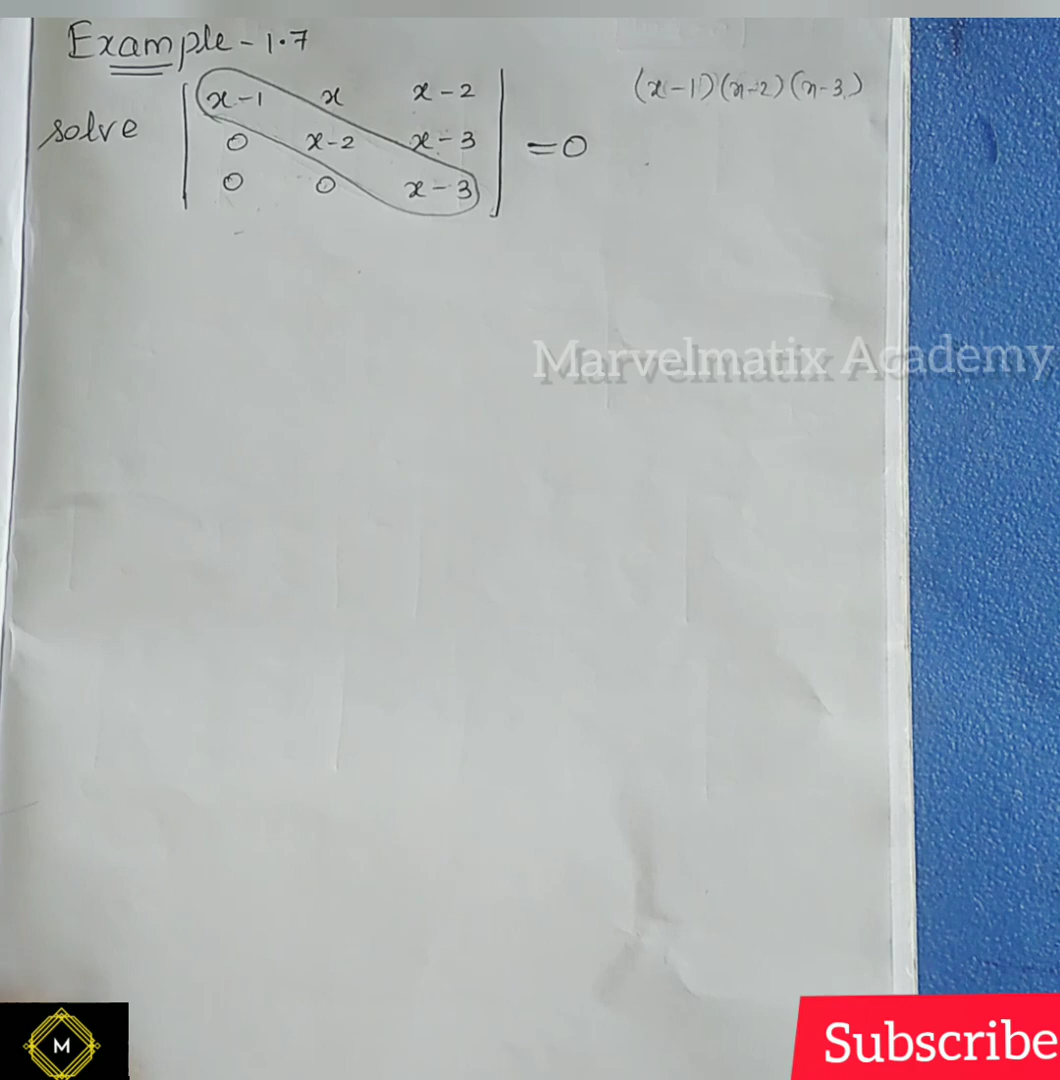 Example - 1.7
solve | x-1 x x-2 | = 0
0 x-2 x-3
0 0 x-3
(x-1)(x-2)(x-3)
Marvelmatix Academy
M
Subscribe